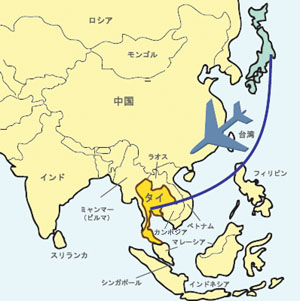 ロシア
モンゴル
中国
台湾
インド
ラオス
タイ
フィリピン
ミャンマー
(ビルマ)
ベトナム
カンボジア
マレーシア
スリランカ
シンガポール
インドネシア